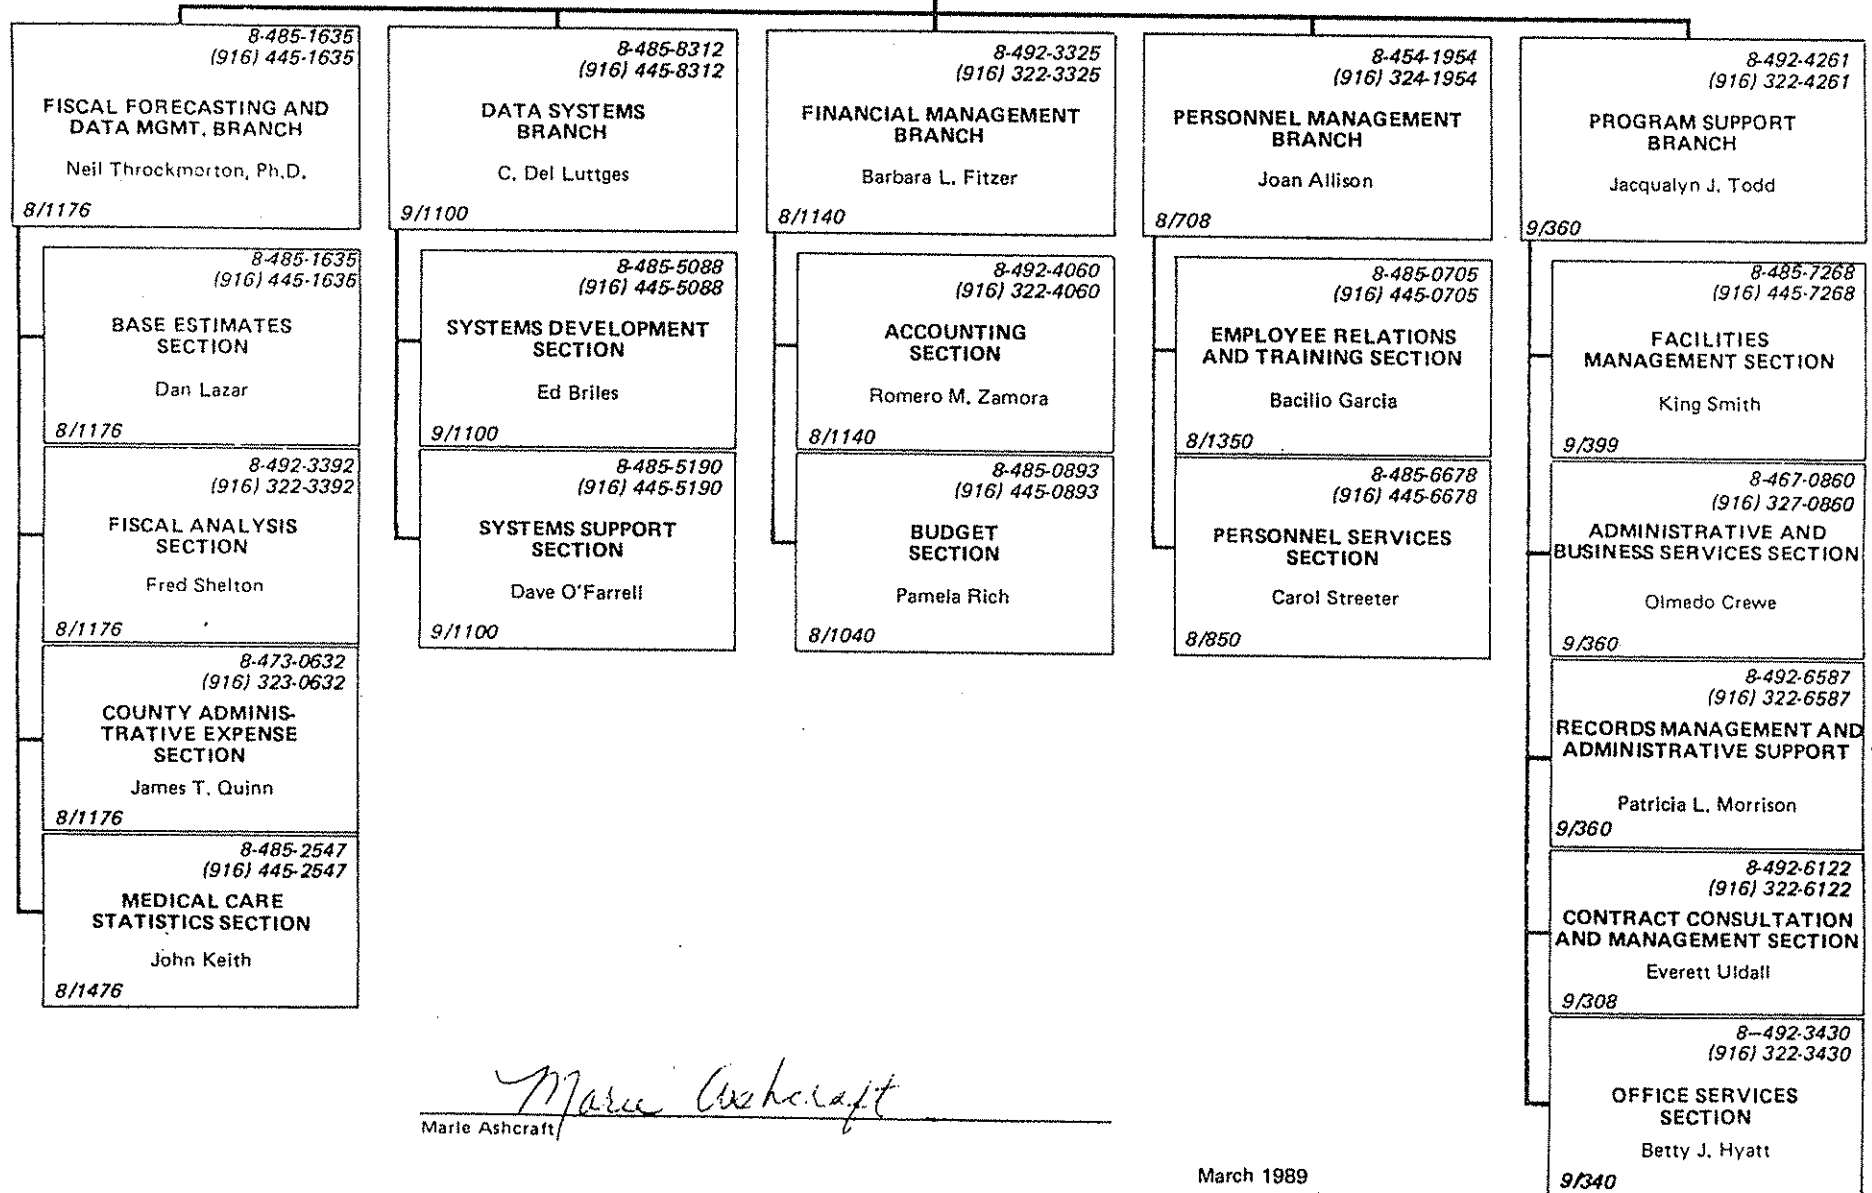 8-485-1635
(916) 445-1635
FISCAL FORECASTING AND
DATA MGMT. BRANCH
Neil Throckmorton, Ph.D.
8/1176
8-485-1635
(916) 445-1635
BASE ESTIMATES
SECTION
Dan Lazar
8/1176
8-492-3392
(916) 322-3392
FISCAL ANALYSIS
SECTION
Fred Shelton
8/1176
8-473-0632
(916) 323-0632
COUNTY ADMINIS-
TRATIVE EXPENSE
SECTION
James T. Quinn
8/1176
8-485-2547
(916) 445-2547
MEDICAL CARE
STATISTICS SECTION
John Keith
8/1476
8-485-8312
(916) 445-8312
DATA SYSTEMS
BRANCH
C. Del Luttges
9/1100
8-485-5088
(916) 445-5088
SYSTEMS DEVELOPMENT
SECTION
Ed Briles
9/1100
8-485-5190
(916) 445-5190
SYSTEMS SUPPORT
SECTION
Dave O'Farrell
9/1100
8-492-3325
(916) 322-3325
FINANCIAL MANAGEMENT
BRANCH
Barbara L. Fitzer
8/1140
8-492-4060
(916) 322-4060
ACCOUNTING
SECTION
Romero M. Zamora
8/1140
8-485-0893
(916) 445-0893
BUDGET
SECTION
Pamela Rich
8/1040
8-454-1954
(916) 324-1954
PERSONNEL MANAGEMENT
BRANCH
Joan Allison
8/708
8-485-0705
(916) 445-0705
EMPLOYEE RELATIONS
AND TRAINING SECTION
Bacilio Garcia
8/1350
8-485-6678
(916) 445-6678
PERSONNEL SERVICES
SECTION
Carol Streeter
8/850
8-492-4261
(916) 322-4261
PROGRAM SUPPORT
BRANCH
Jacqualyn J. Todd
9/360
8-485-7268
(916) 445-7268
FACILITIES
MANAGEMENT SECTION
King Smith
9/399
8-467-0860
(916) 327-0860
ADMINISTRATIVE AND
BUSINESS SERVICES SECTION
Olmedo Crewe
9/360
8-492-6587
(916) 322-6587
RECORDS MANAGEMENT AND
ADMINISTRATIVE SUPPORT
Patricia L. Morrison
9/360
8-492-6122
(916) 322-6122
CONTRACT CONSULTATION
AND MANAGEMENT SECTION
Everett Uldall
9/308
8-492-3430
(916) 322-3430
OFFICE SERVICES
SECTION
Betty J. Hyatt
9/340
Marie Ashcraft
Marie Ashcraft
March 1989